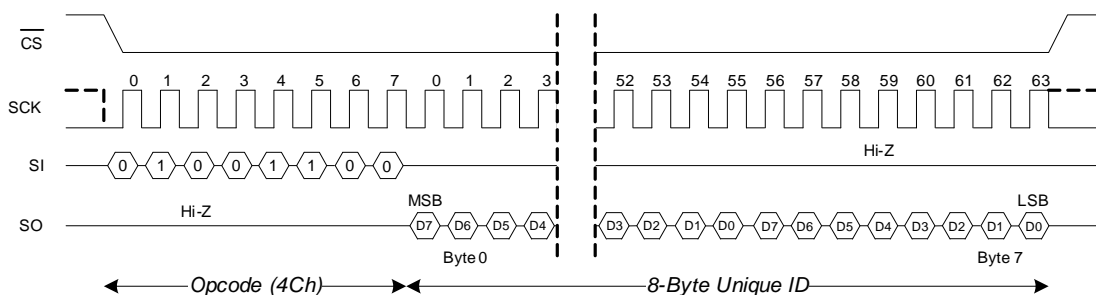 CS
0 1 2 3 4 5 6 7 0 1 2 3 52 53 54 55 56 57 58 59 60 61 62 63
SCK
Hi-Z
SI 0 1 0 0 1 1 0 0
Hi-Z MSB LSB
SO D7 D6 D5 D4 D3 D2 D1 D0 D7 D6 D5 D4 D3 D2 D1 D0
Byte 0 Byte 7
Opcode (4Ch) 8-Byte Unique ID